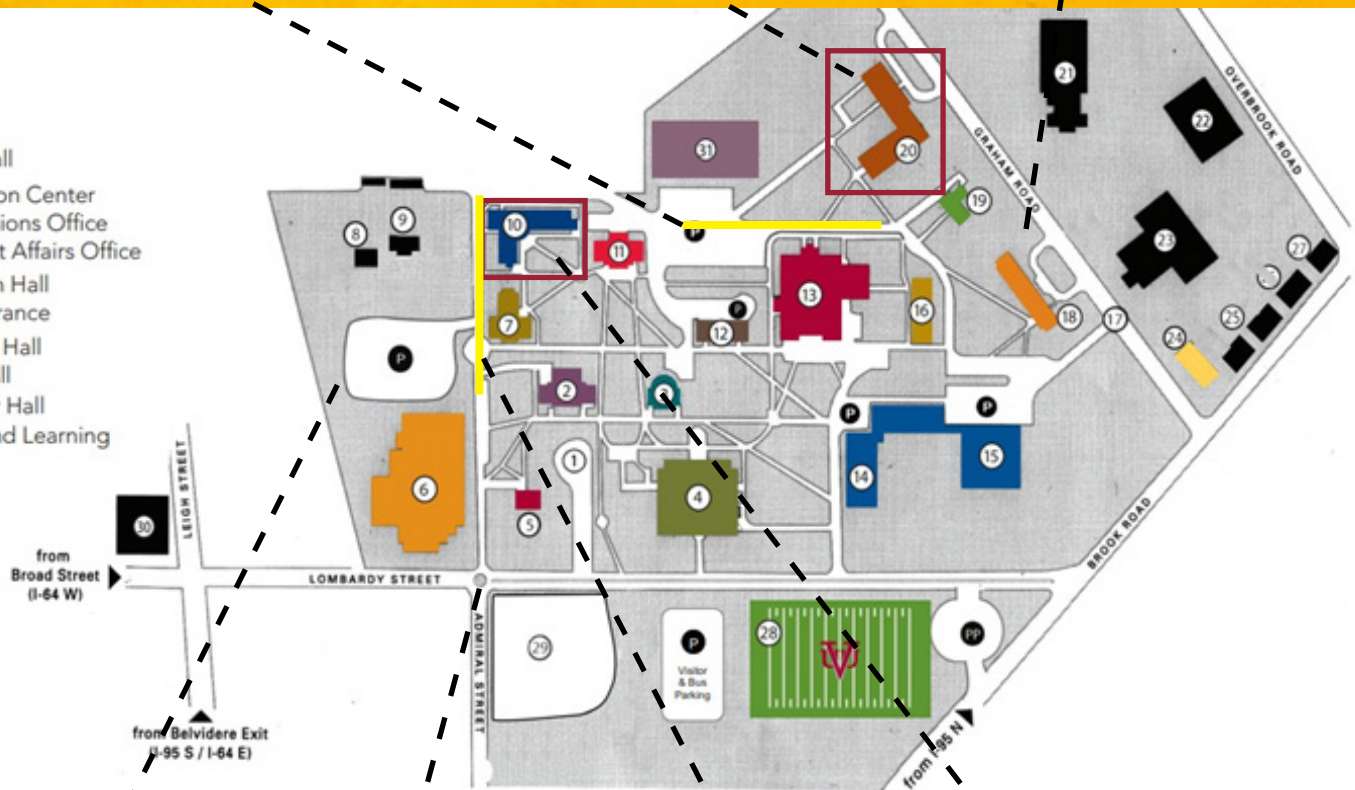 all
on Center
ions Office
t Affairs Office
Hall
rance
Hall
all
Hall
d Learning
21
22
OVERBROOK ROAD
31
20
GRAHAM ROAD
19
8
9
10
11
P
23
27
7
P
12
13
16
18
17
25
24
P
2
3
P
P
LEIGH STREET
6
1
5
4
14
15
30
from
Broad Street
(I-64 W)
LOMBARDY STREET
BROOK ROAD
ADMIRAL STREET
29
P
Visitor
& Bus
Parking
28
VU
PP
from Belvidere Exit
(I-95 S / I-64 E)
from I-95 N